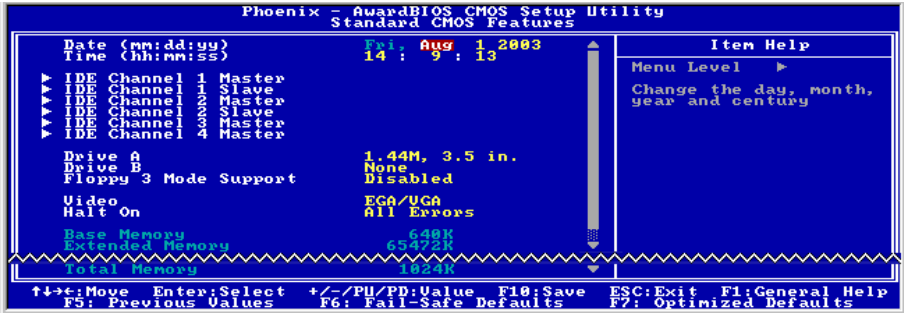 Phoenix - AwardBIOS CMOS Setup Utility
Standard CMOS Features
Date (mm:dd:yy) Fri, Aug 1 2003
Time (hh:mm:ss) 14 : 9 : 13
IDE Channel 1 Master
IDE Channel 1 Slave
IDE Channel 2 Master
IDE Channel 2 Slave
IDE Channel 3 Master
IDE Channel 4 Master
Drive A 1.44M, 3.5 in.
Drive B None
Floppy 3 Mode Support Disabled
Video EGA/VGA
Halt On All Errors
Base Memory 640K
Extended Memory 65472K
Total Memory 1024K
Item Help
Menu Level ▶
Change the day, month,
year and century
↑↓→←:Move Enter:Select +/-/PU/PD:Value F10:Save ESC:Exit F1:General Help
F5: Previous Values F6: Fail-Safe Defaults F7: Optimized Defaults